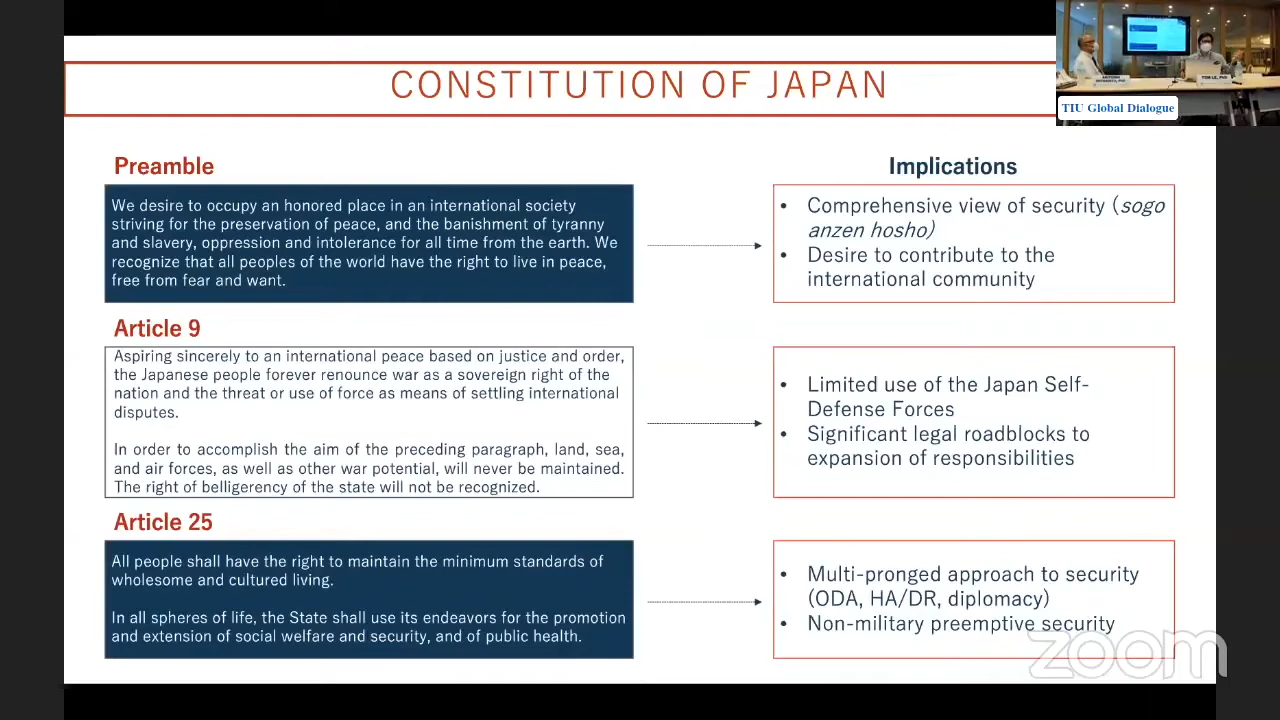 CONSTITUTION OF JAPAN
TIU Global Dialogue
TOM LE, PhD
Preamble
We desire to occupy an honored place in an international society
striving for the preservation of peace, and the banishment of tyranny
and slavery, oppression and intolerance for all time from the earth. We
recognize that all peoples of the world have the right to live in peace,
free from fear and want.
Implications
• Comprehensive view of security (sogo
anzen hosho)
• Desire to contribute to the
international community
Article 9
Aspiring sincerely to an international peace based on justice and order,
the Japanese people forever renounce war as a sovereign right of the
nation and the threat or use of force as means of settling international
disputes.
In order to accomplish the aim of the preceding paragraph, land, sea,
and air forces, as well as other war potential, will never be maintained.
The right of belligerency of the state will not be recognized.
• Limited use of the Japan Self-
Defense Forces
• Significant legal roadblocks to
expansion of responsibilities
Article 25
All people shall have the right to maintain the minimum standards of
wholesome and cultured living.
In all spheres of life, the State shall use its endeavors for the promotion
and extension of social welfare and security, and of public health.
• Multi-pronged approach to security
(ODA, HA/DR, diplomacy)
• Non-military preemptive security
zoom